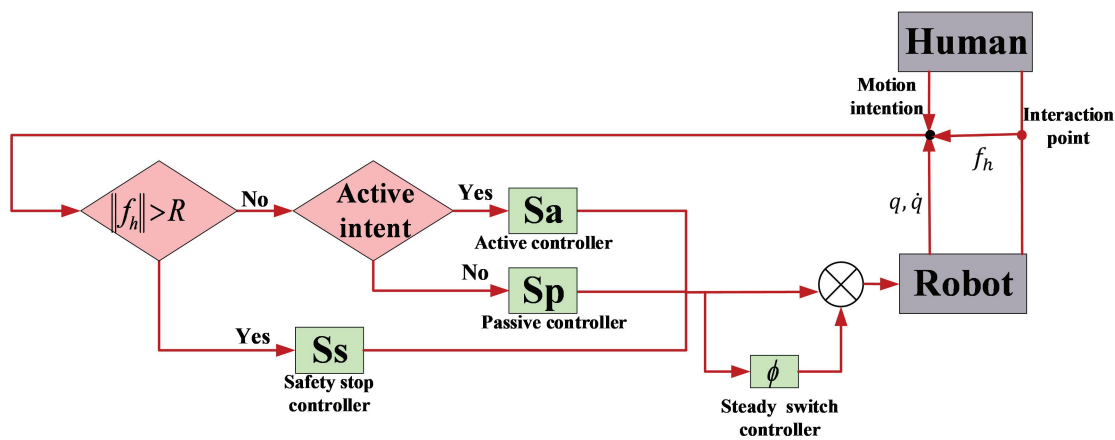 Human
Motion
intention
Interaction
point
f_h
q, q̇
‖f_h‖>R
No
Active
intent
Yes
Sa
Active controller
No
Sp
Passive controller
Robot
Yes
Ss
Safety stop
controller
ϕ
Steady switch
controller